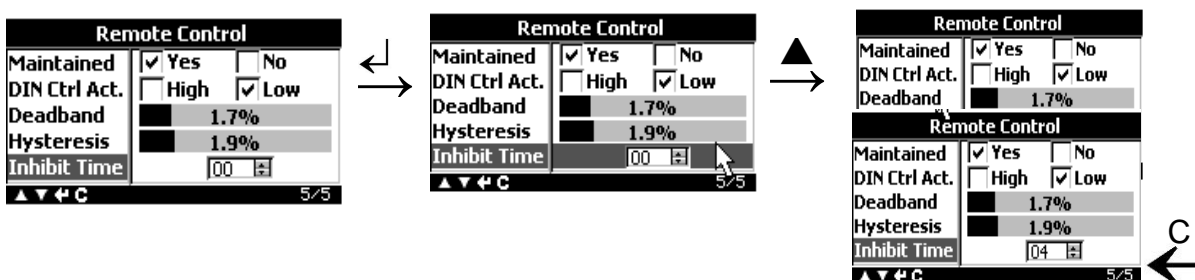 Remote Control
Maintained Yes No
DIN Ctrl Act. High Low
Deadband 1.7%
Hysteresis 1.9%
Inhibit Time 00
C 5/5
Remote Control
Maintained Yes No
DIN Ctrl Act. High Low
Deadband 1.7%
Hysteresis 1.9%
Inhibit Time 00
C 5/5
Remote Control
Maintained Yes No
DIN Ctrl Act. High Low
Deadband 1.7%
Remote Control
Maintained Yes No
DIN Ctrl Act. High Low
Deadband 1.7%
Hysteresis 1.9%
Inhibit Time 04
C 5/5
C